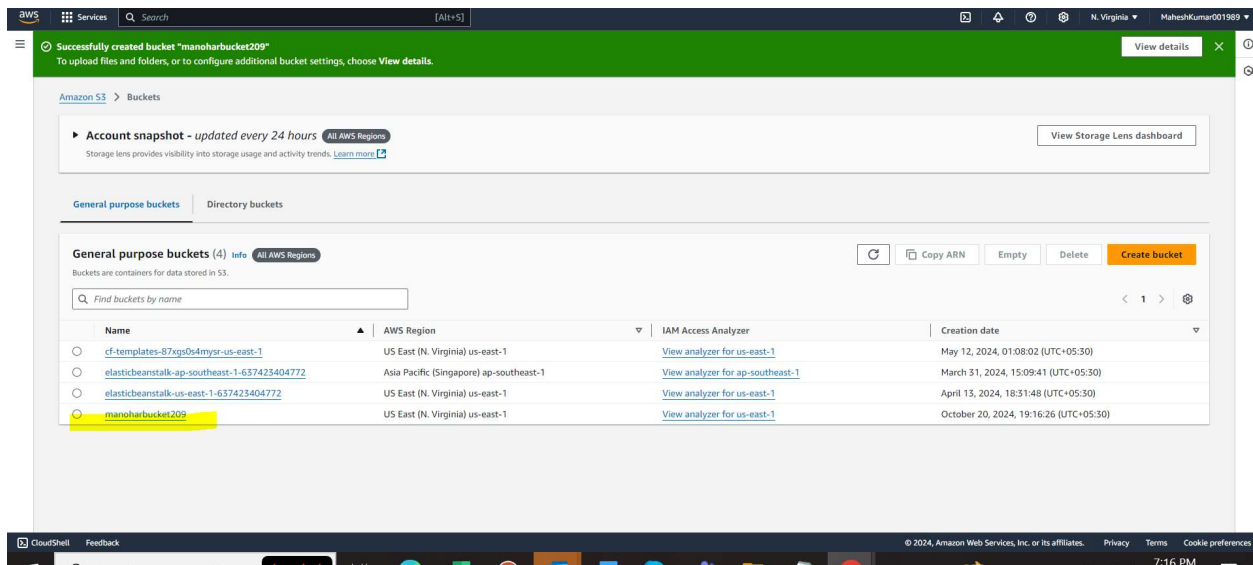 aws Services Search [Alt+S] N. Virginia ▼ MaheshKumar001989 ▼
Successfully created bucket "manoharbucket209" View details
To upload files and folders, or to configure additional bucket settings, choose View details.
Amazon S3 > Buckets
Account snapshot - updated every 24 hours All AWS Regions View Storage Lens dashboard
Storage lens provides visibility into storage usage and activity trends. Learn more
General purpose buckets Directory buckets
General purpose buckets (4) Info All AWS Regions Copy ARN Empty Delete Create bucket
Buckets are containers for data stored in S3.
Find buckets by name < 1 >
Name AWS Region IAM Access Analyzer Creation date
cf-templates-87xgs0s4mysr-us-east-1 US East (N. Virginia) us-east-1 View analyzer for us-east-1 May 12, 2024, 01:08:02 (UTC+05:30)
elasticbeanstalk-ap-southeast-1-637423404772 Asia Pacific (Singapore) ap-southeast-1 View analyzer for ap-southeast-1 March 31, 2024, 15:09:41 (UTC+05:30)
elasticbeanstalk-us-east-1-637423404772 US East (N. Virginia) us-east-1 View analyzer for us-east-1 April 13, 2024, 18:31:48 (UTC+05:30)
manoharbucket209 US East (N. Virginia) us-east-1 View analyzer for us-east-1 October 20, 2024, 19:16:26 (UTC+05:30)
CloudShell Feedback © 2024, Amazon Web Services, Inc. or its affiliates. Privacy Terms Cookie preferences
7:16 PM